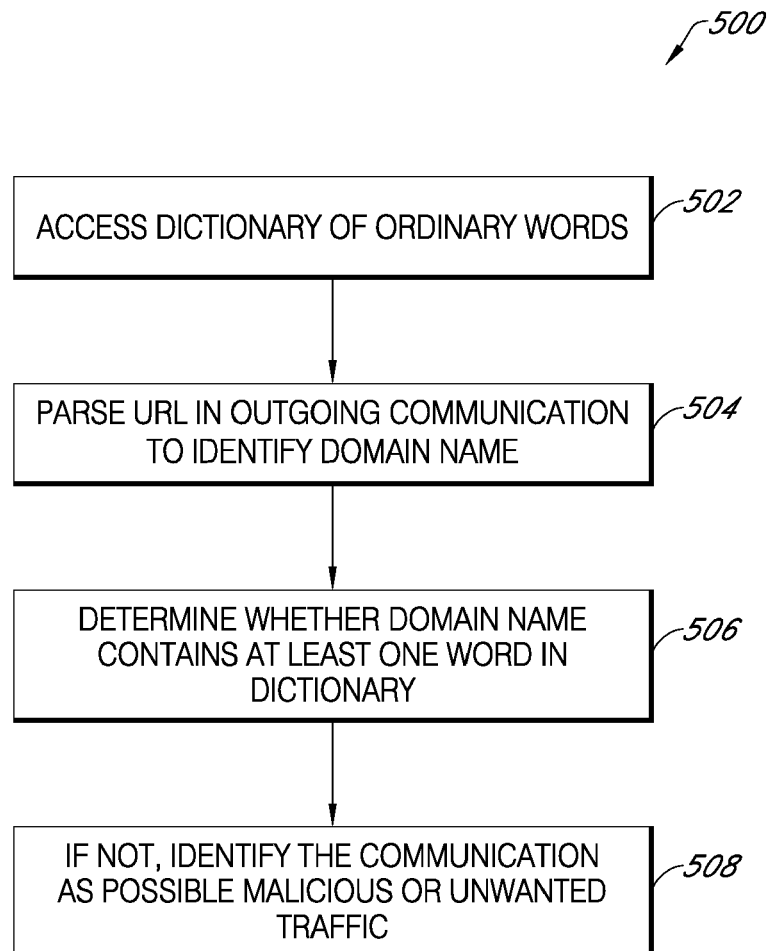 500
ACCESS DICTIONARY OF ORDINARY WORDS
502
PARSE URL IN OUTGOING COMMUNICATION
TO IDENTIFY DOMAIN NAME
504
DETERMINE WHETHER DOMAIN NAME
CONTAINS AT LEAST ONE WORD IN
DICTIONARY
506
IF NOT, IDENTIFY THE COMMUNICATION
AS POSSIBLE MALICIOUS OR UNWANTED
TRAFFIC
508